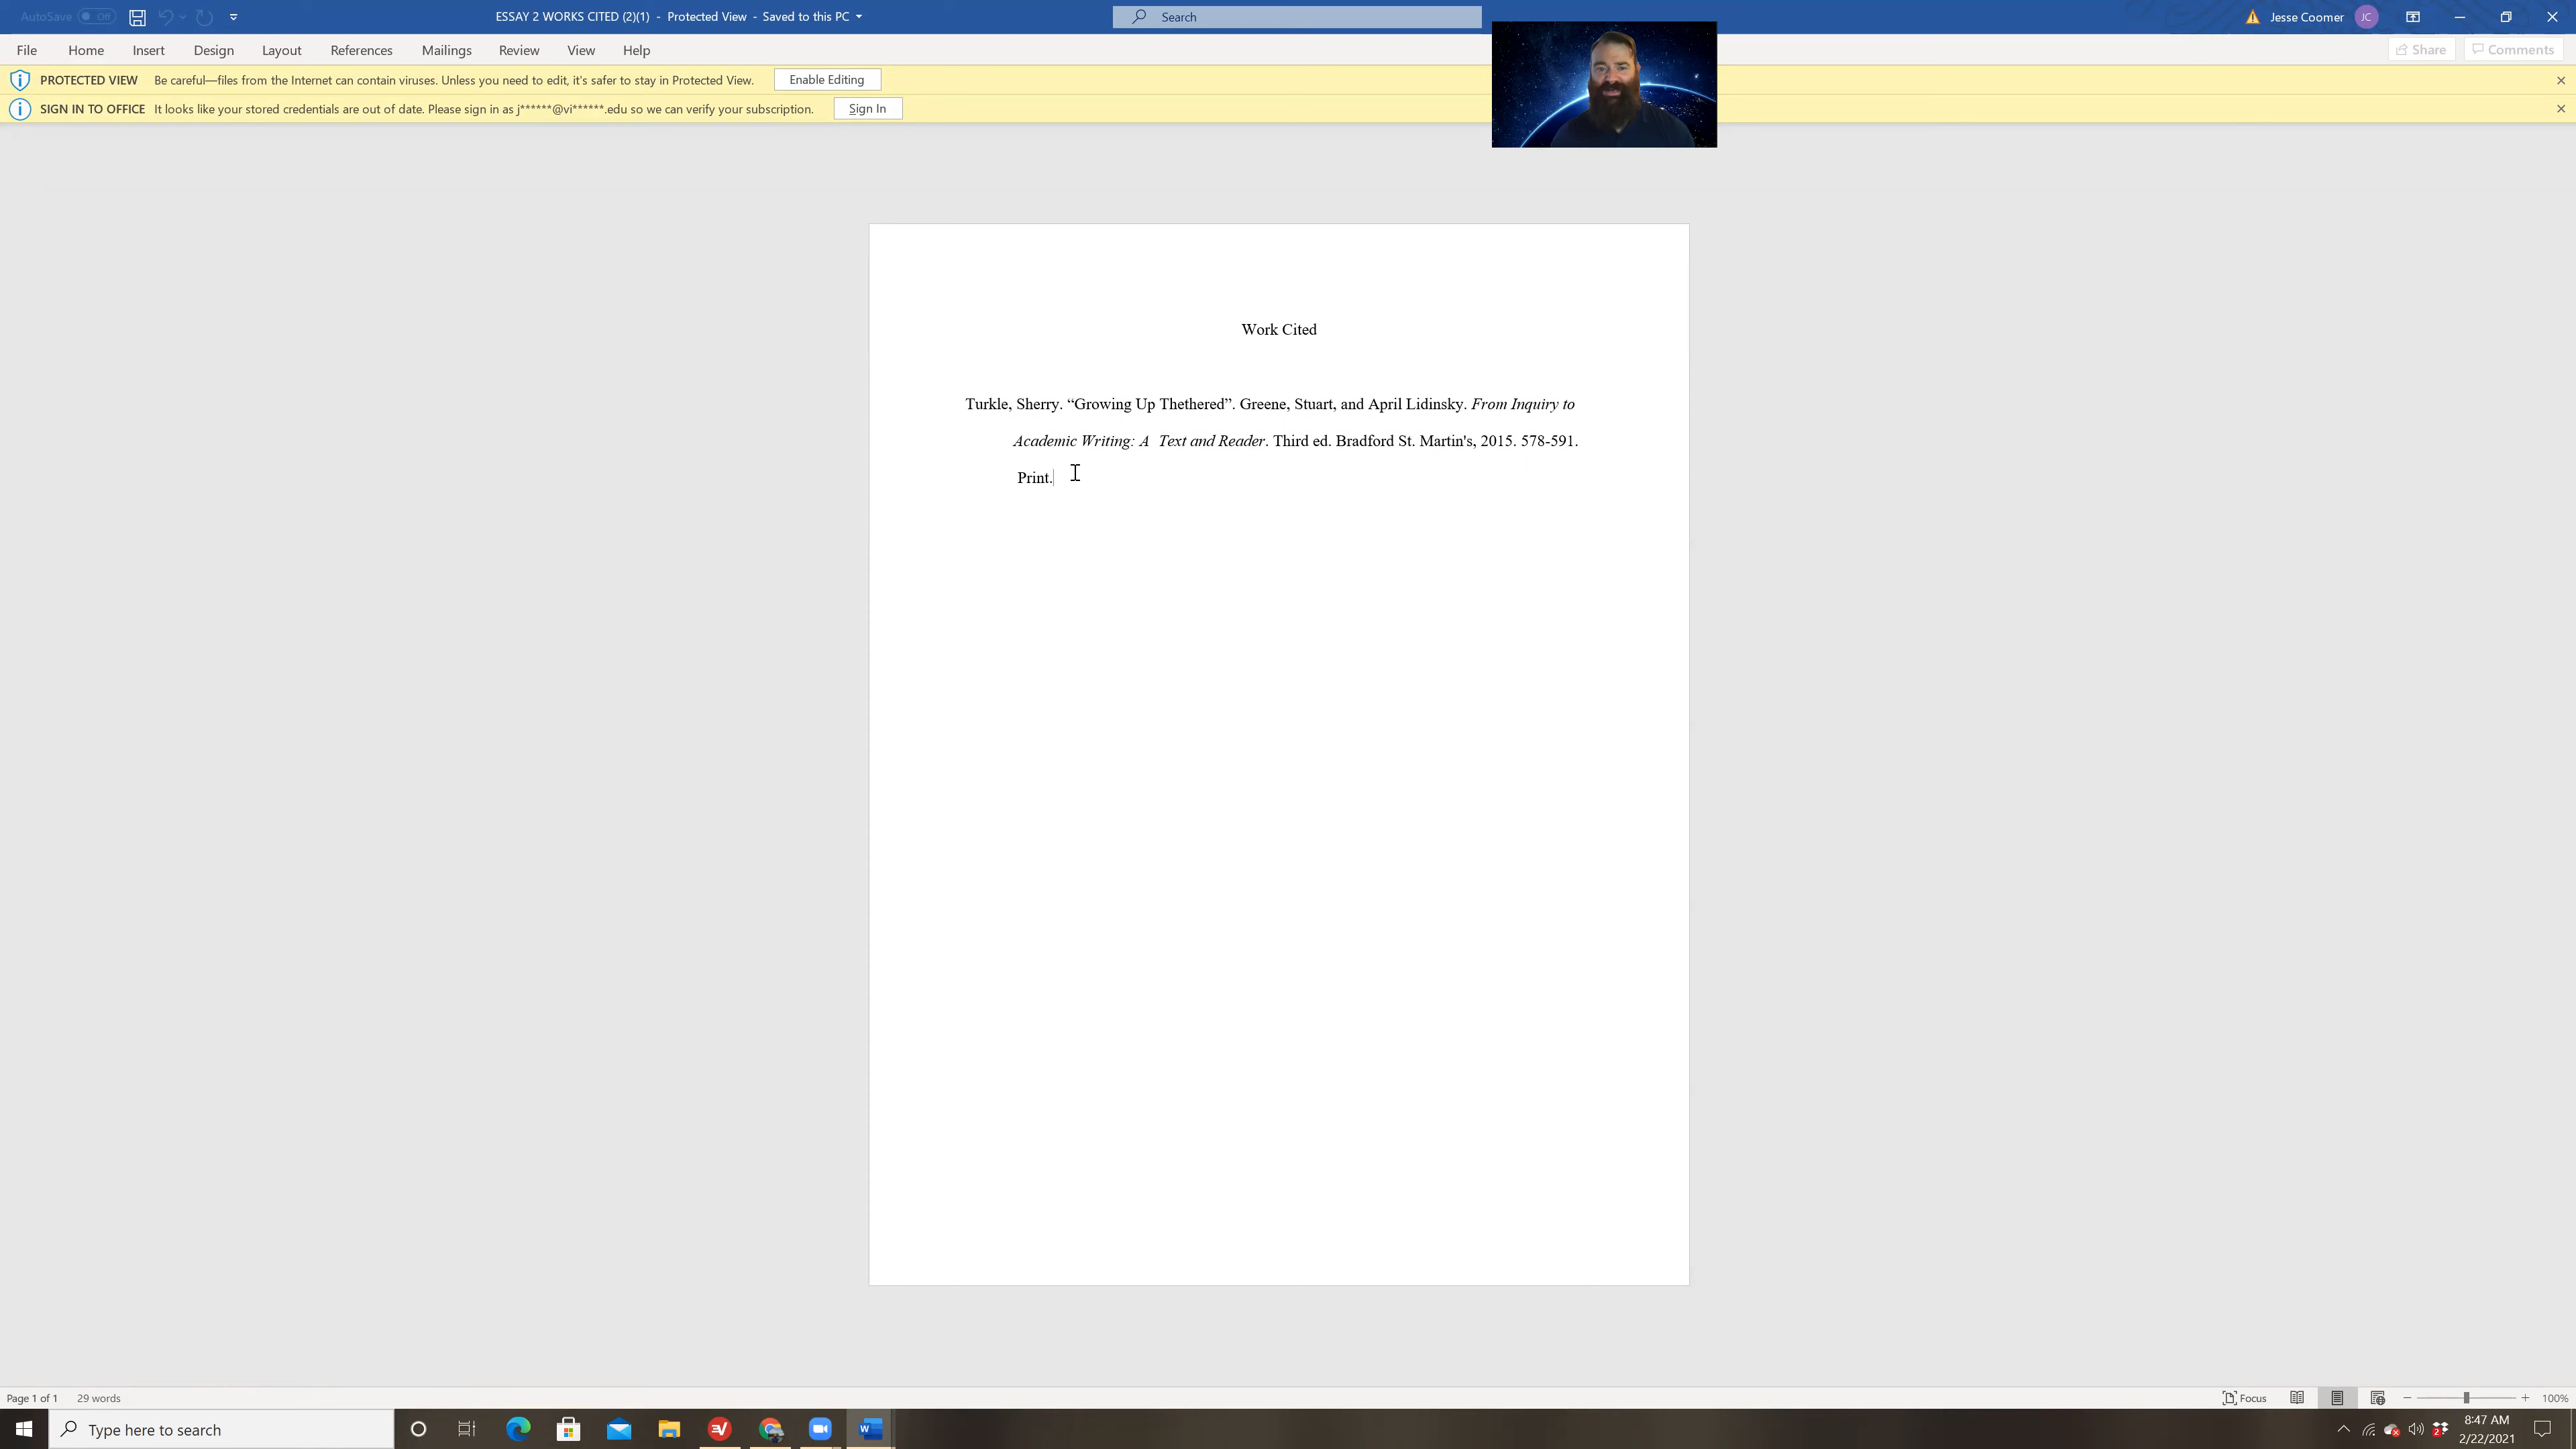 AutoSave Off
ESSAY 2 WORKS CITED (2)(1) - Protected View - Saved to this PC
Search
Jesse Coomer JC
File Home Insert Design Layout References Mailings Review View Help
Share Comments
PROTECTED VIEW Be careful—files from the Internet can contain viruses. Unless you need to edit, it's safer to stay in Protected View. Enable Editing
SIGN IN TO OFFICE It looks like your stored credentials are out of date. Please sign in as j******@vi******.edu so we can verify your subscription. Sign In
Work Cited
Turkle, Sherry. “Growing Up Thethered”. Greene, Stuart, and April Lidinsky. From Inquiry to
Academic Writing: A Text and Reader. Third ed. Bradford St. Martin's, 2015. 578-591.
Print.
Page 1 of 1 29 words
Focus 100%
Type here to search
8:47 AM
2/22/2021